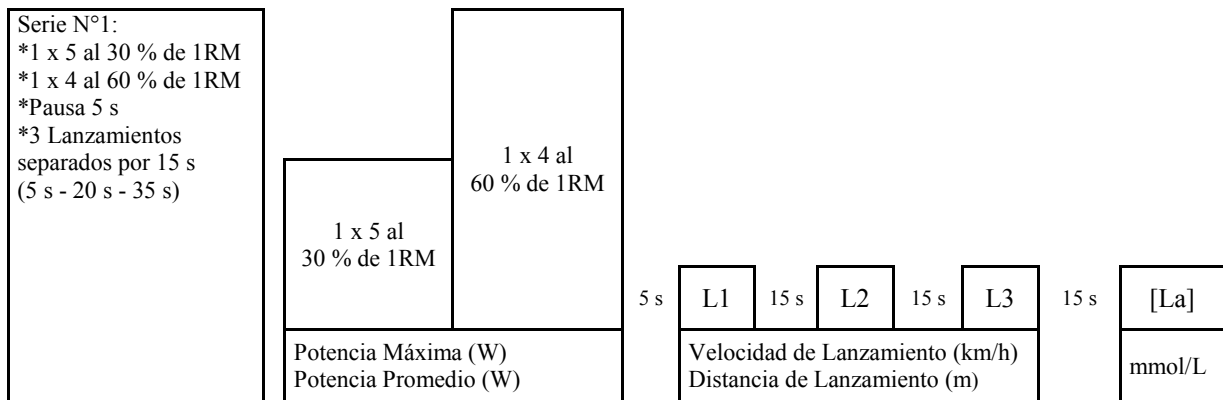 Serie N°1:
*1 x 5 al 30 % de 1RM
*1 x 4 al 60 % de 1RM
*Pausa 5 s
*3 Lanzamientos
separados por 15 s
(5 s - 20 s - 35 s)
1 x 5 al
30 % de 1RM
1 x 4 al
60 % de 1RM
5 s
L1
15 s
L2
15 s
L3
15 s
[La]
Potencia Máxima (W)
Potencia Promedio (W)
Velocidad de Lanzamiento (km/h)
Distancia de Lanzamiento (m)
mmol/L